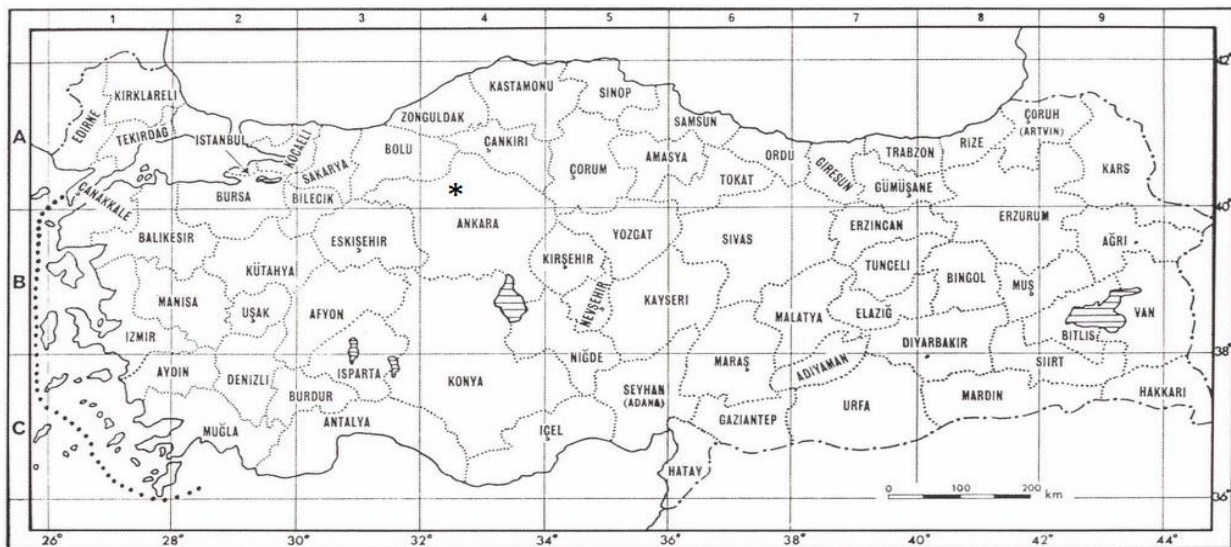 1 2 3 4 5 6 7 8 9
A
B
C
42°
40°
38°
36°
26° 28° 30° 32° 34° 36° 38° 40° 42° 44°
EDIRNE
KIRKLARELI
TEKIRDAĞ
ISTANBUL
KOCAELI
SAKARYA
BOLU
ZONGULDAK
KASTAMONU
SINOP
ÇANKIRI
ÇORUM
SAMSUN
AMASYA
TOKAT
ORDU
GIRESUN
TRABZON
GÜMÜŞANE
RIZE
ÇORUH
(ARTVIN)
KARS
ÇANAKKALE
BURSA
BILECIK
*
BALIKESIR
KÜTAHYA
ESKIŞEHIR
ANKARA
KIRŞEHIR
YOZGAT
SIVAS
ERZINCAN
ERZURUM
AĞRI
TUNCELI
BINGOL
MUŞ
VAN
BITLIS
MANISA
UŞAK
AFYON
NEVŞEHIR
KAYSERI
MALATYA
ELAZIĞ
DIYARBAKIR
IZMIR
AYDIN
DENIZLI
ISPARTA
BURDUR
KONYA
NIĞDE
SEYHAN
(ADANA)
MARAŞ
ADIYAMAN
SIIRT
HAKKARI
MARDIN
URFA
GAZIANTEP
MUĞLA
ANTALYA
IÇEL
HATAY
0 100 200
km